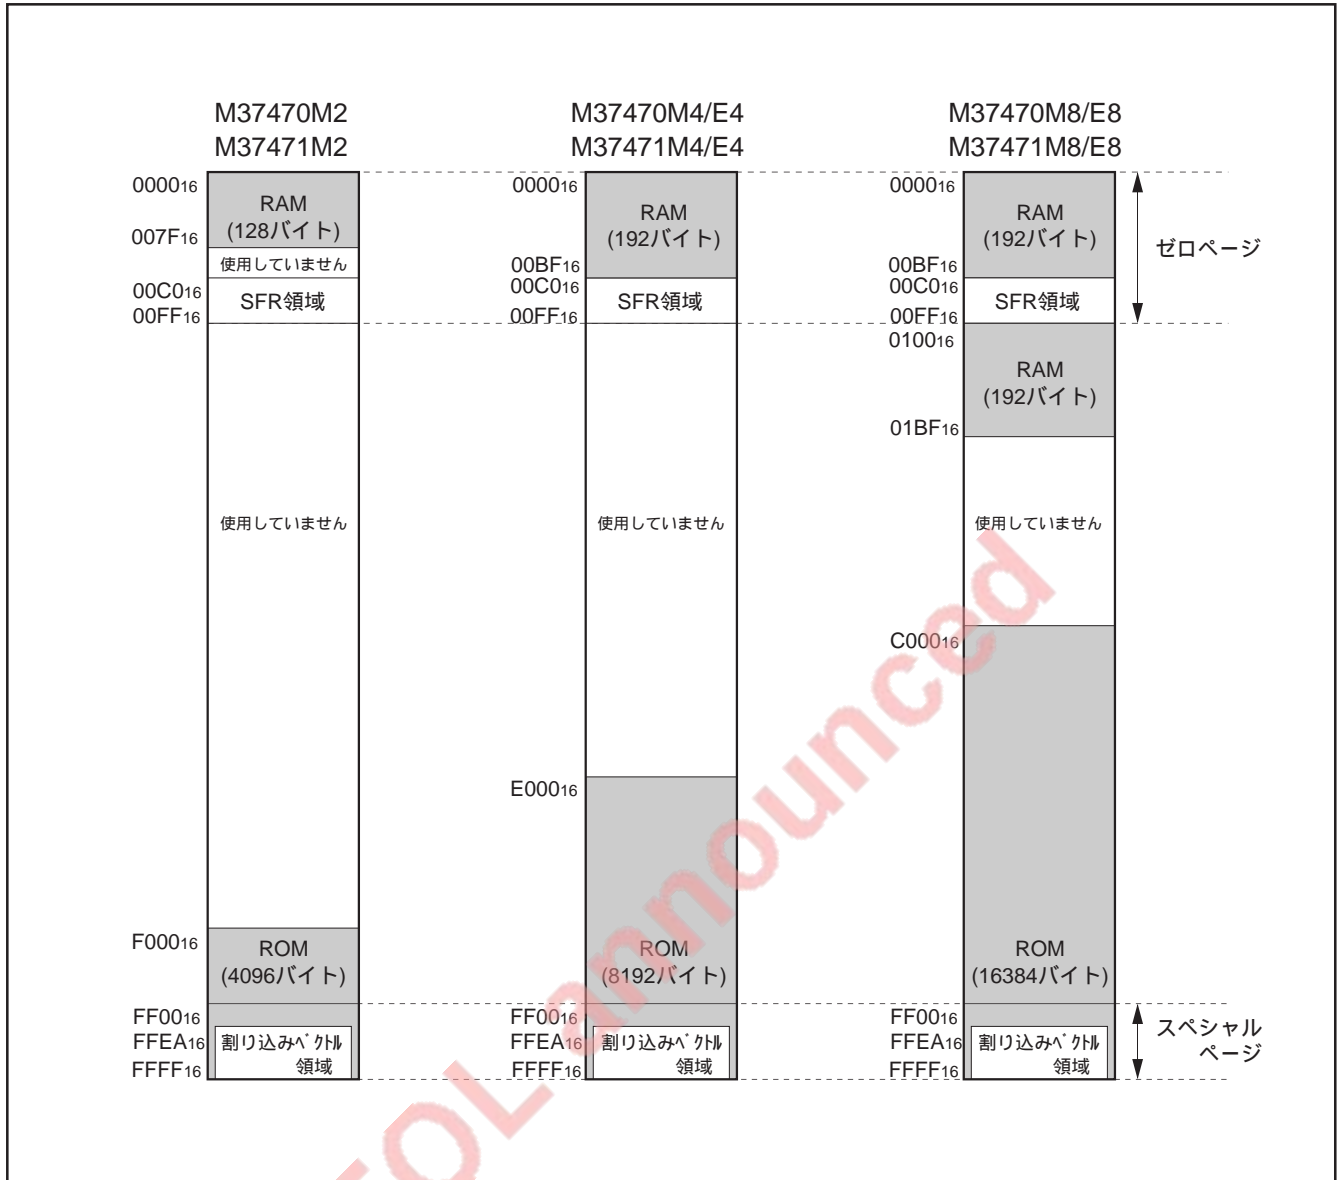 M37470M2
M37471M2
000016
RAM
(128バイト)
007F16
使用していません
00C016
SFR領域
00FF16
使用していません
F00016
ROM
(4096バイト)
FF0016
FFEA16
割り込みベクトル
領域
FFFF16
M37470M4/E4
M37471M4/E4
000016
RAM
(192バイト)
00BF16
00C016
SFR領域
00FF16
使用していません
E00016
ROM
(8192バイト)
FF0016
FFEA16
割り込みベクトル
領域
FFFF16
M37470M8/E8
M37471M8/E8
000016
RAM
(192バイト)
00BF16
00C016
SFR領域
00FF16
010016
RAM
(192バイト)
01BF16
使用していません
C00016
ROM
(16384バイト)
FF0016
FFEA16
割り込みベクトル
領域
FFFF16
ゼロページ
スペシャル
ページ
EOL announced